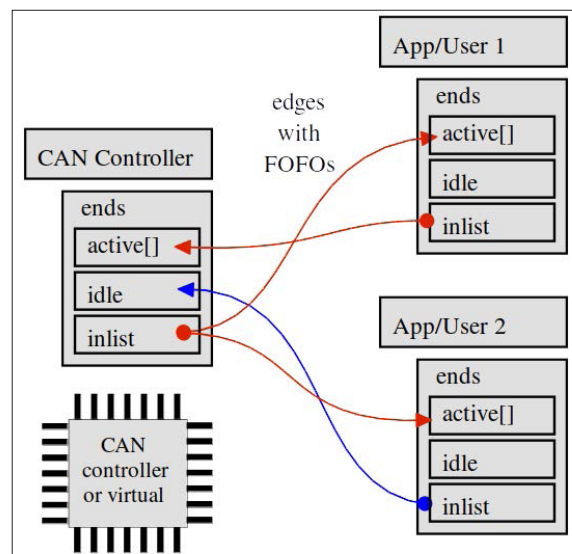 App/User 1
ends
active[]
idle
inlist
edges
with
FOFOs
CAN Controller
ends
active[]
idle
inlist
App/User 2
ends
active[]
idle
inlist
CAN
controller
or virtual